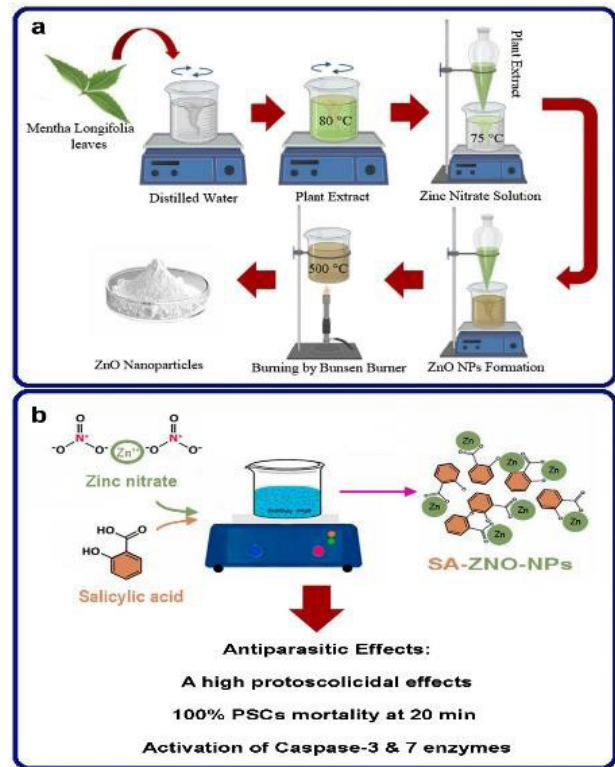 a
Mentha Longifolia
leaves
Distilled Water
80 °C
Plant Extract
Plant Extract
75 °C
Zinc Nitrate Solution
ZnO Nanoparticles
500 °C
Burning by Bunsen Burner
ZnO NPs Formation
b
O
N⁺
⁻O
O⁻
Zn⁺⁺
O
N⁺
⁻O
O⁻
Zinc nitrate
HO
O
HO
Salicylic acid
Zn
Zn
Zn
Zn
Zn
Zn
Zn
SA-ZNO-NPs
Antiparasitic Effects:
A high protoscolicidal effects
100% PSCs mortality at 20 min
Activation of Caspase-3 & 7 enzymes